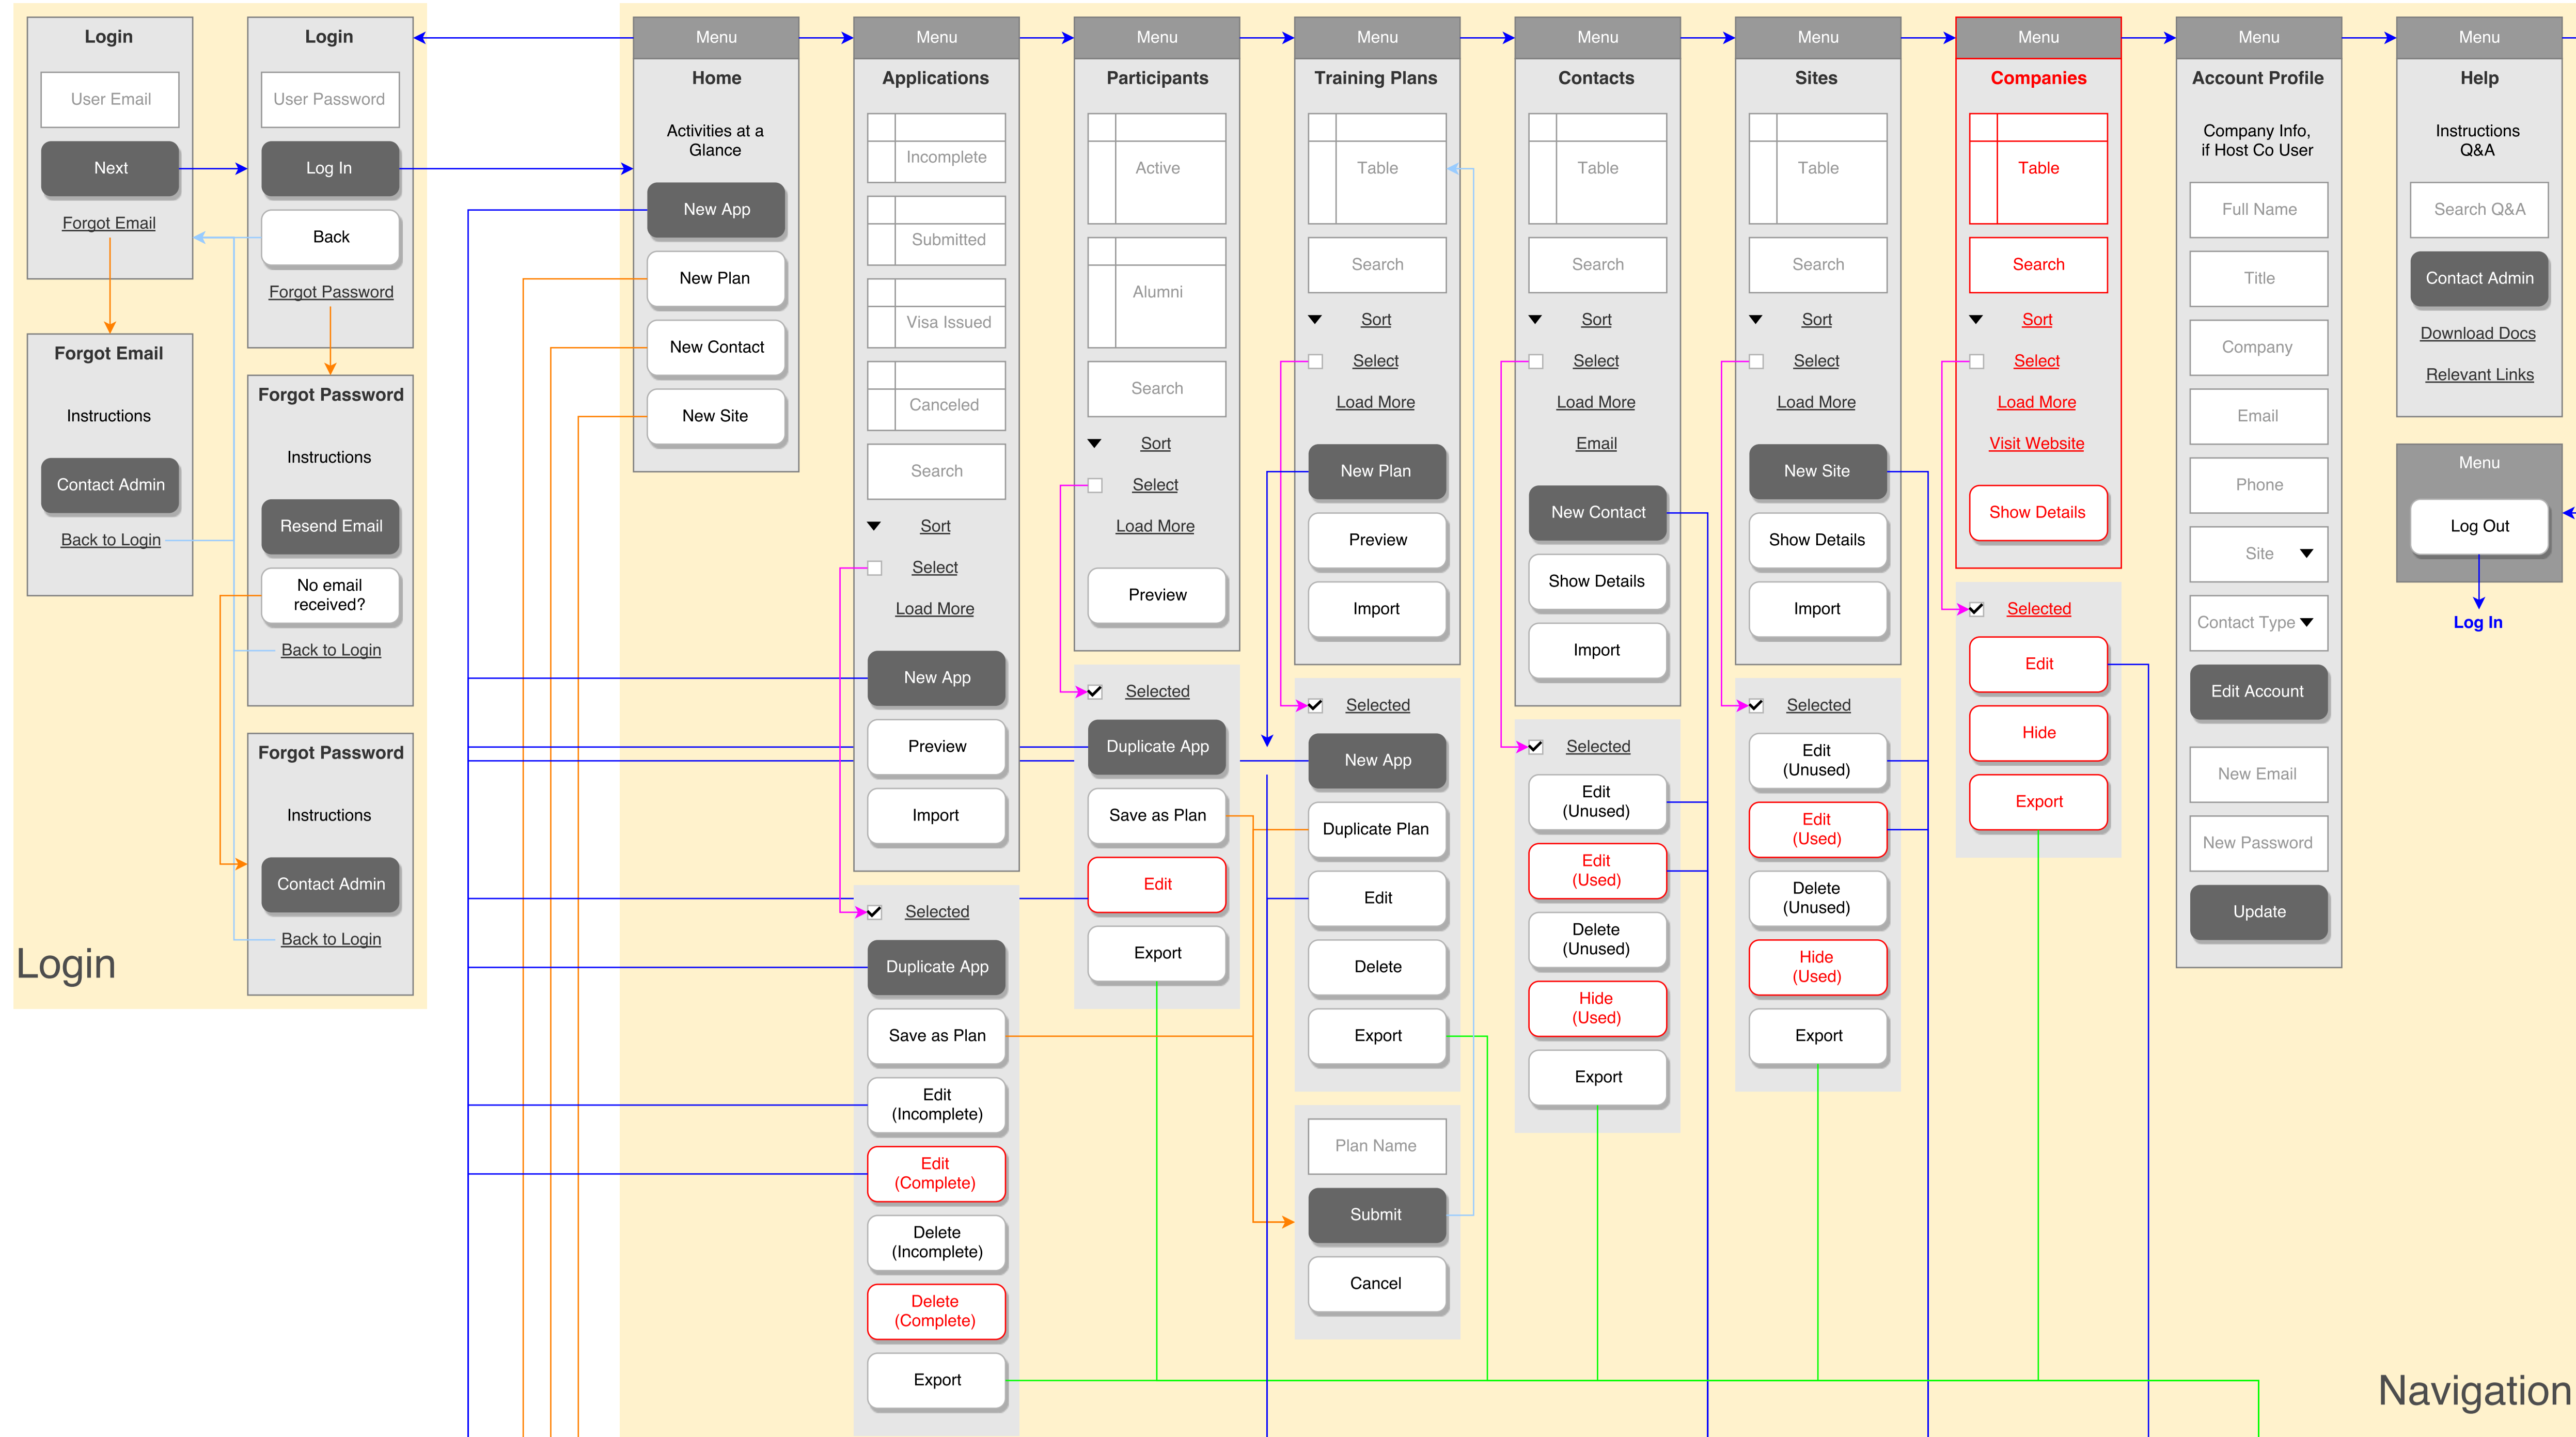 Login
User Email
Next
Forgot Email
Forgot Email
Instructions
Contact Admin
Back to Login
Login
User Password
Log In
Back
Forgot Password
Forgot Password
Instructions
Resend Email
No email
received?
Back to Login
Forgot Password
Instructions
Contact Admin
Back to Login
Login
Menu
Home
Activities at a
Glance
New App
New Plan
New Contact
New Site
Menu
Applications
Incomplete
Submitted
Visa Issued
Canceled
Search
Sort
Select
Load More
New App
Preview
Import
Selected
Duplicate App
Save as Plan
Edit
(Incomplete)
Edit
(Complete)
Delete
(Incomplete)
Delete
(Complete)
Export
Menu
Participants
Active
Alumni
Search
Sort
Select
Load More
Preview
Selected
Duplicate App
Save as Plan
Edit
Export
Menu
Training Plans
Table
Search
Sort
Select
Load More
New Plan
Preview
Import
Selected
New App
Duplicate Plan
Edit
Delete
Export
Plan Name
Submit
Cancel
Menu
Contacts
Table
Search
Sort
Select
Load More
Email
New Contact
Show Details
Import
Selected
Edit
(Unused)
Edit
(Used)
Delete
(Unused)
Hide
(Used)
Export
Menu
Sites
Table
Search
Sort
Select
Load More
New Site
Show Details
Import
Selected
Edit
(Unused)
Edit
(Used)
Delete
(Unused)
Hide
(Used)
Export
Menu
Companies
Table
Search
Sort
Select
Load More
Visit Website
Show Details
Selected
Edit
Hide
Export
Menu
Account Profile
Company Info,
if Host Co User
Full Name
Title
Company
Email
Phone
Site
Contact Type
Edit Account
New Email
New Password
Update
Menu
Help
Instructions
Q&A
Search Q&A
Contact Admin
Download Docs
Relevant Links
Menu
Log Out
Log In
Navigation